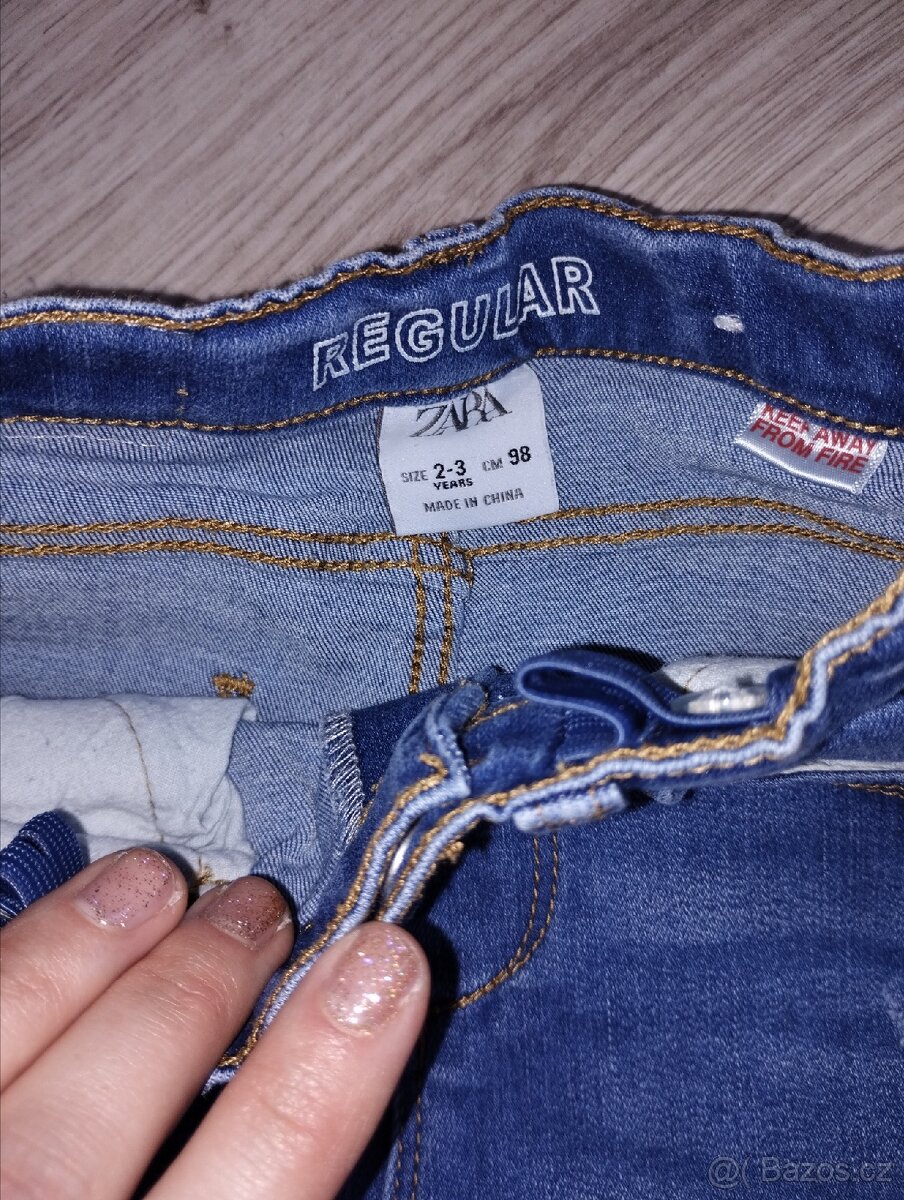 REGULAR
ZARA
SIZE 2-3 CM 98
YEARS
MADE IN CHINA
KEEP AWAY
FROM FIRE
@( Bazos.cz